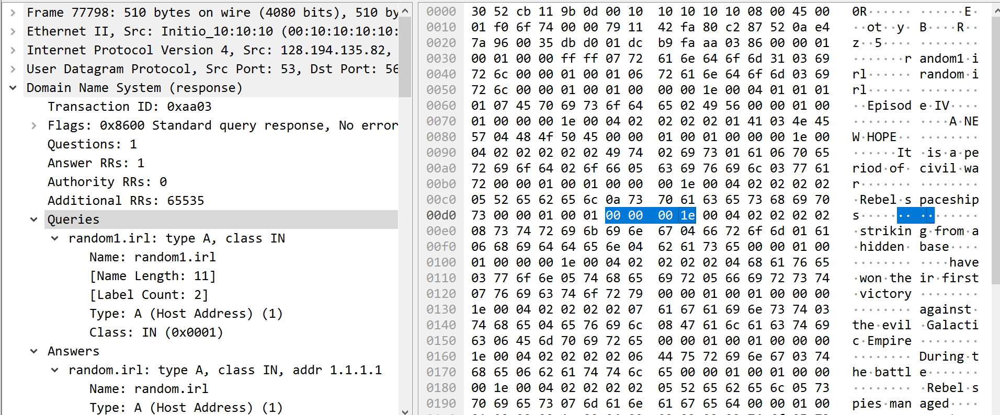 Frame 77798: 510 bytes on wire (4080 bits), 510 by
Ethernet II, Src: Initio_10:10:10 (00:10:10:10:10:
Internet Protocol Version 4, Src: 128.194.135.82,
User Datagram Protocol, Src Port: 53, Dst Port: 56
Domain Name System (response)
Transaction ID: 0xaa03
Flags: 0x8600 Standard query response, No error
Questions: 1
Answer RRs: 1
Authority RRs: 0
Additional RRs: 65535
Queries
random1.irl: type A, class IN
Name: random1.irl
[Name Length: 11]
[Label Count: 2]
Type: A (Host Address) (1)
Class: IN (0x0001)
Answers
random.irl: type A, class IN, addr 1.1.1.1
Name: random.irl
Type: A (Host Address) (1)
0000 30 52 cb 11 9b 0d 00 10 10 10 10 10 08 00 45 00 0R······ ······E·
0010 01 f0 6f 74 00 00 79 11 42 fa 80 c2 87 52 0a e4 ··ot··y· B····R··
0020 7a 96 00 35 db d0 01 dc b9 fa aa 03 86 00 00 01 z··5···· ········
0030 00 01 00 00 ff ff 07 72 61 6e 64 6f 6d 31 03 69 ·······r andom1·i
0040 72 6c 00 00 01 00 01 06 72 61 6e 64 6f 6d 03 69 rl······ random·i
0050 72 6c 00 00 01 00 01 00 00 00 1e 00 04 01 01 01 rl······ ········
0060 01 07 45 70 69 73 6f 64 65 02 49 56 00 00 01 00 ··Episod e·IV····
0070 01 00 00 00 1e 00 04 02 02 02 02 01 41 03 4e 45 ········ ····A·NE
0080 57 04 48 4f 50 45 00 00 01 00 01 00 00 00 1e 00 W·HOPE·· ········
0090 04 02 02 02 02 02 49 74 02 69 73 01 61 06 70 65 ······It ·is·a·pe
00a0 72 69 6f 64 02 6f 66 05 63 69 76 69 6c 03 77 61 riod·of· civil·wa
00b0 72 00 00 01 00 01 00 00 00 1e 00 04 02 02 02 02 r······· ········
00c0 05 52 65 62 65 6c 0a 73 70 61 63 65 73 68 69 70 ·Rebel·s paceship
00d0 73 00 00 01 00 01 00 00 00 1e 00 04 02 02 02 02 s······· ········
00e0 08 73 74 72 69 6b 69 6e 67 04 66 72 6f 6d 01 61 ·strikin g·from·a
00f0 06 68 69 64 64 65 6e 04 62 61 73 65 00 00 01 00 ·hidden· base····
0100 01 00 00 00 1e 00 04 02 02 02 02 04 68 61 76 65 ········ ····have
0110 03 77 6f 6e 05 74 68 65 69 72 05 66 69 72 73 74 ·won·the ir·first
0120 07 76 69 63 74 6f 72 79 00 00 01 00 01 00 00 00 ·victory ········
0130 1e 00 04 02 02 02 02 07 61 67 61 69 6e 73 74 03 ········ against·
0140 74 68 65 04 65 76 69 6c 08 47 61 6c 61 63 74 69 the·evil ·Galacti
0150 63 06 45 6d 70 69 72 65 00 00 01 00 01 00 00 00 c·Empire ········
0160 1e 00 04 02 02 02 02 06 44 75 72 69 6e 67 03 74 ········ During·t
0170 68 65 06 62 61 74 74 6c 65 00 00 01 00 01 00 00 he·battl e·······
0180 00 1e 00 04 02 02 02 02 05 52 65 62 65 6c 05 73 ········ ·Rebel·s
0190 70 69 65 73 07 6d 61 6e 61 67 65 64 00 00 01 00 pies·man aged····